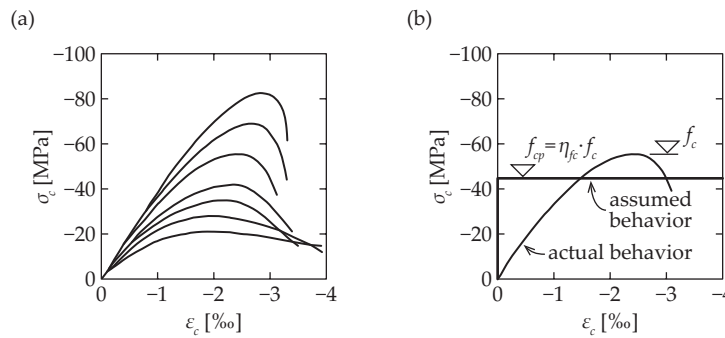 (a)
−100
−80
−60
−40
−20
0
σc [MPa]
0 −1 −2 −3 −4
εc [‰]
(b)
−100
−80
−60
−40
−20
0
σc [MPa]
fcp = ηfc · fc
fc
assumed
behavior
actual behavior
0 −1 −2 −3 −4
εc [‰]